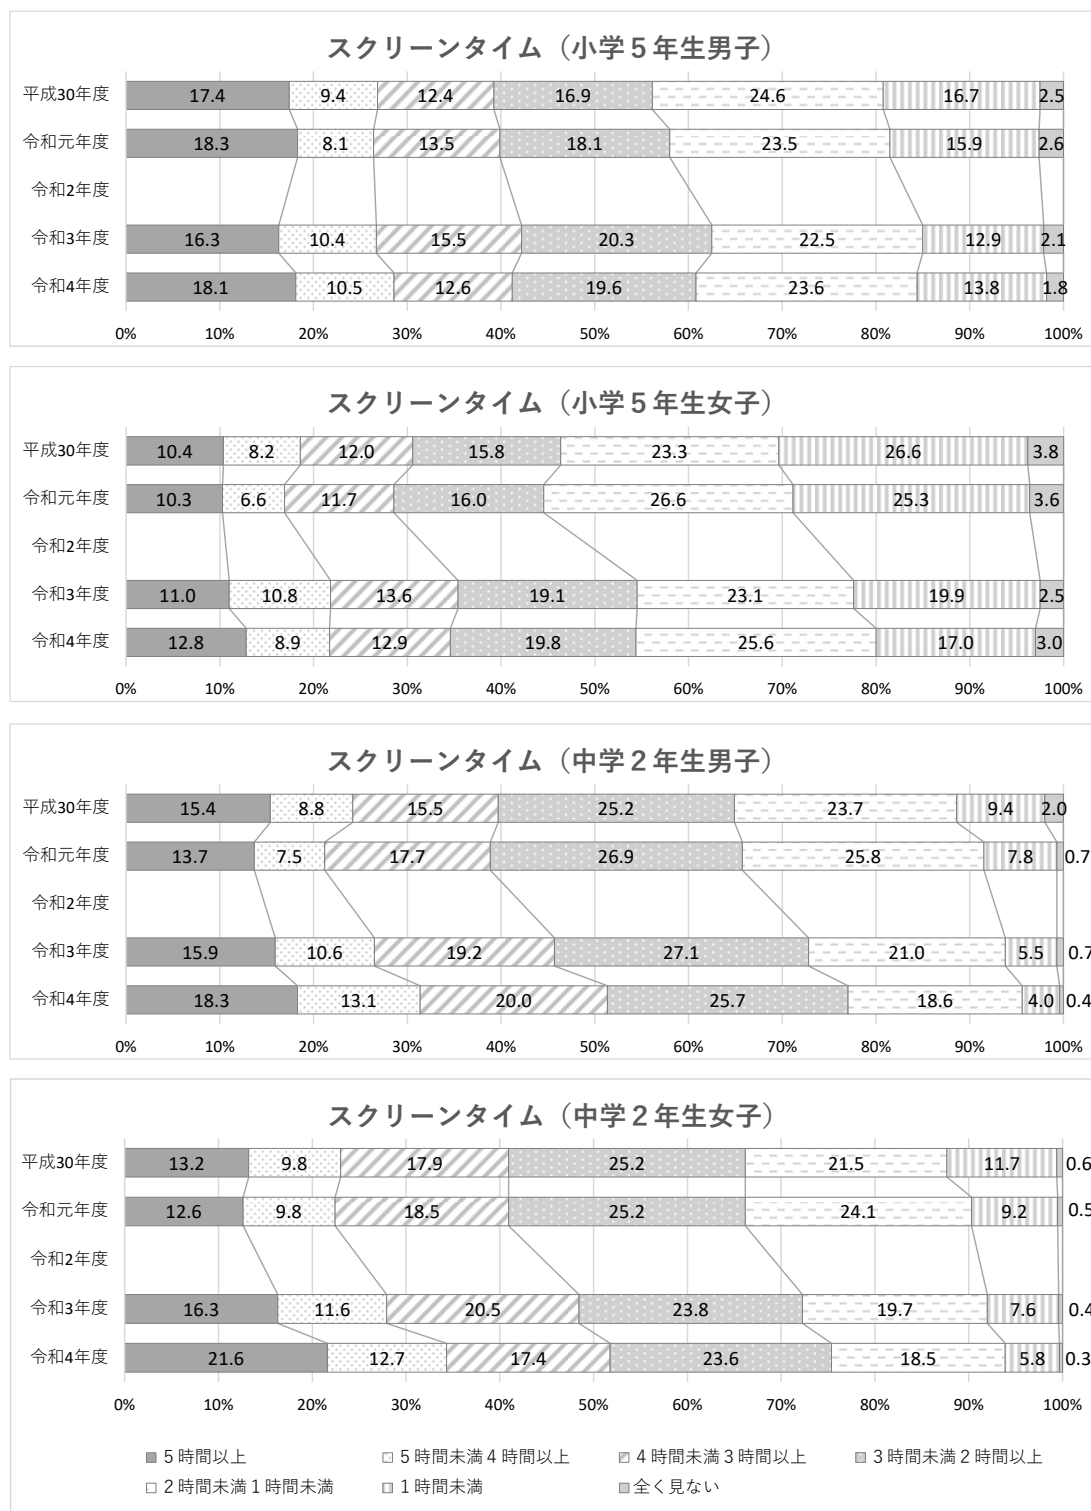 スクリーンタイム（小学５年生男子）
平成30年度 17.4 9.4 12.4 16.9 24.6 16.7 2.5
令和元年度 18.3 8.1 13.5 18.1 23.5 15.9 2.6
令和2年度
令和3年度 16.3 10.4 15.5 20.3 22.5 12.9 2.1
令和4年度 18.1 10.5 12.6 19.6 23.6 13.8 1.8
0% 10% 20% 30% 40% 50% 60% 70% 80% 90% 100%
スクリーンタイム（小学５年生女子）
平成30年度 10.4 8.2 12.0 15.8 23.3 26.6 3.8
令和元年度 10.3 6.6 11.7 16.0 26.6 25.3 3.6
令和2年度
令和3年度 11.0 10.8 13.6 19.1 23.1 19.9 2.5
令和4年度 12.8 8.9 12.9 19.8 25.6 17.0 3.0
0% 10% 20% 30% 40% 50% 60% 70% 80% 90% 100%
スクリーンタイム（中学２年生男子）
平成30年度 15.4 8.8 15.5 25.2 23.7 9.4 2.0
令和元年度 13.7 7.5 17.7 26.9 25.8 7.8 0.7
令和2年度
令和3年度 15.9 10.6 19.2 27.1 21.0 5.5 0.7
令和4年度 18.3 13.1 20.0 25.7 18.6 4.0 0.4
0% 10% 20% 30% 40% 50% 60% 70% 80% 90% 100%
スクリーンタイム（中学２年生女子）
平成30年度 13.2 9.8 17.9 25.2 21.5 11.7 0.6
令和元年度 12.6 9.8 18.5 25.2 24.1 9.2 0.5
令和2年度
令和3年度 16.3 11.6 20.5 23.8 19.7 7.6 0.4
令和4年度 21.6 12.7 17.4 23.6 18.5 5.8 0.3
0% 10% 20% 30% 40% 50% 60% 70% 80% 90% 100%
５時間以上 ５時間未満４時間以上 ４時間未満３時間以上 ３時間未満２時間以上
２時間未満１時間未満 １時間未満 全く見ない